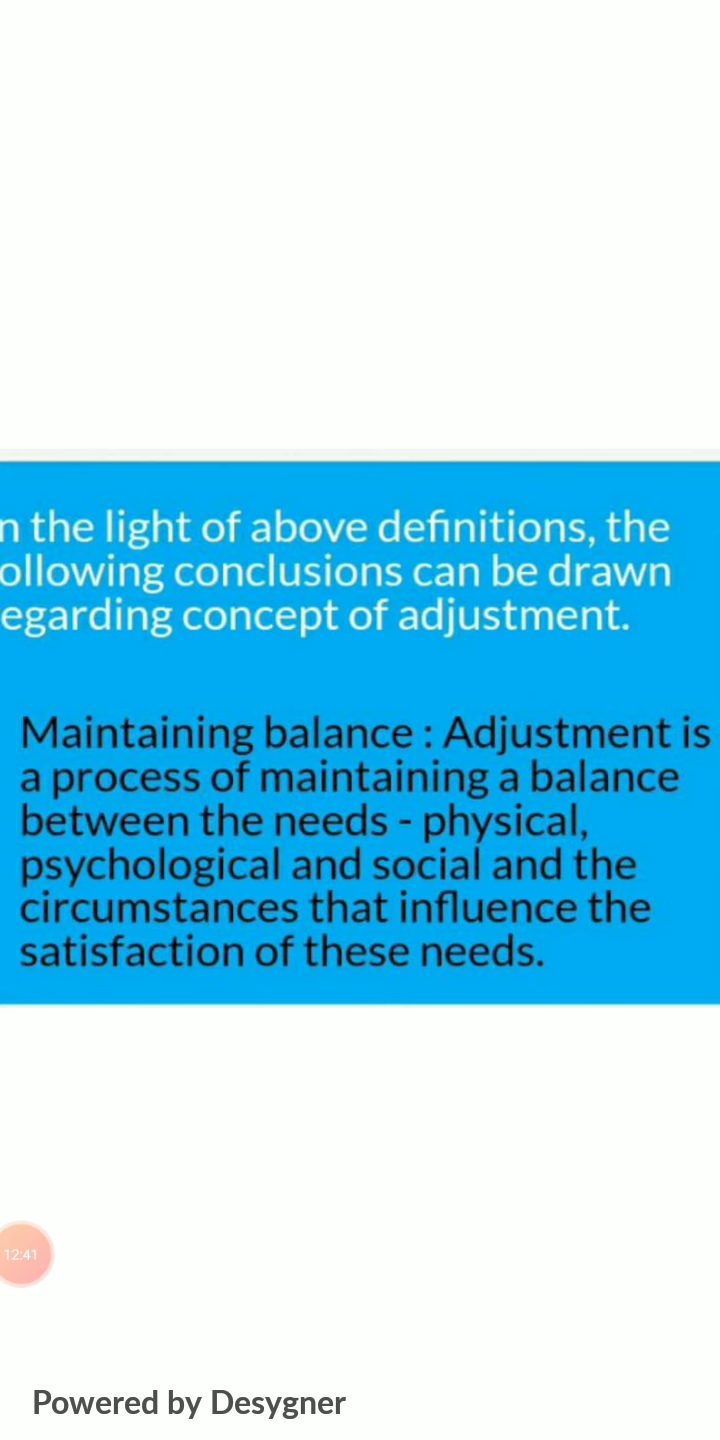 n the light of above definitions, the
ollowing conclusions can be drawn
egarding concept of adjustment.
Maintaining balance : Adjustment is
a process of maintaining a balance
between the needs - physical,
psychological and social and the
circumstances that influence the
satisfaction of these needs.
12:41
Powered by Desygner